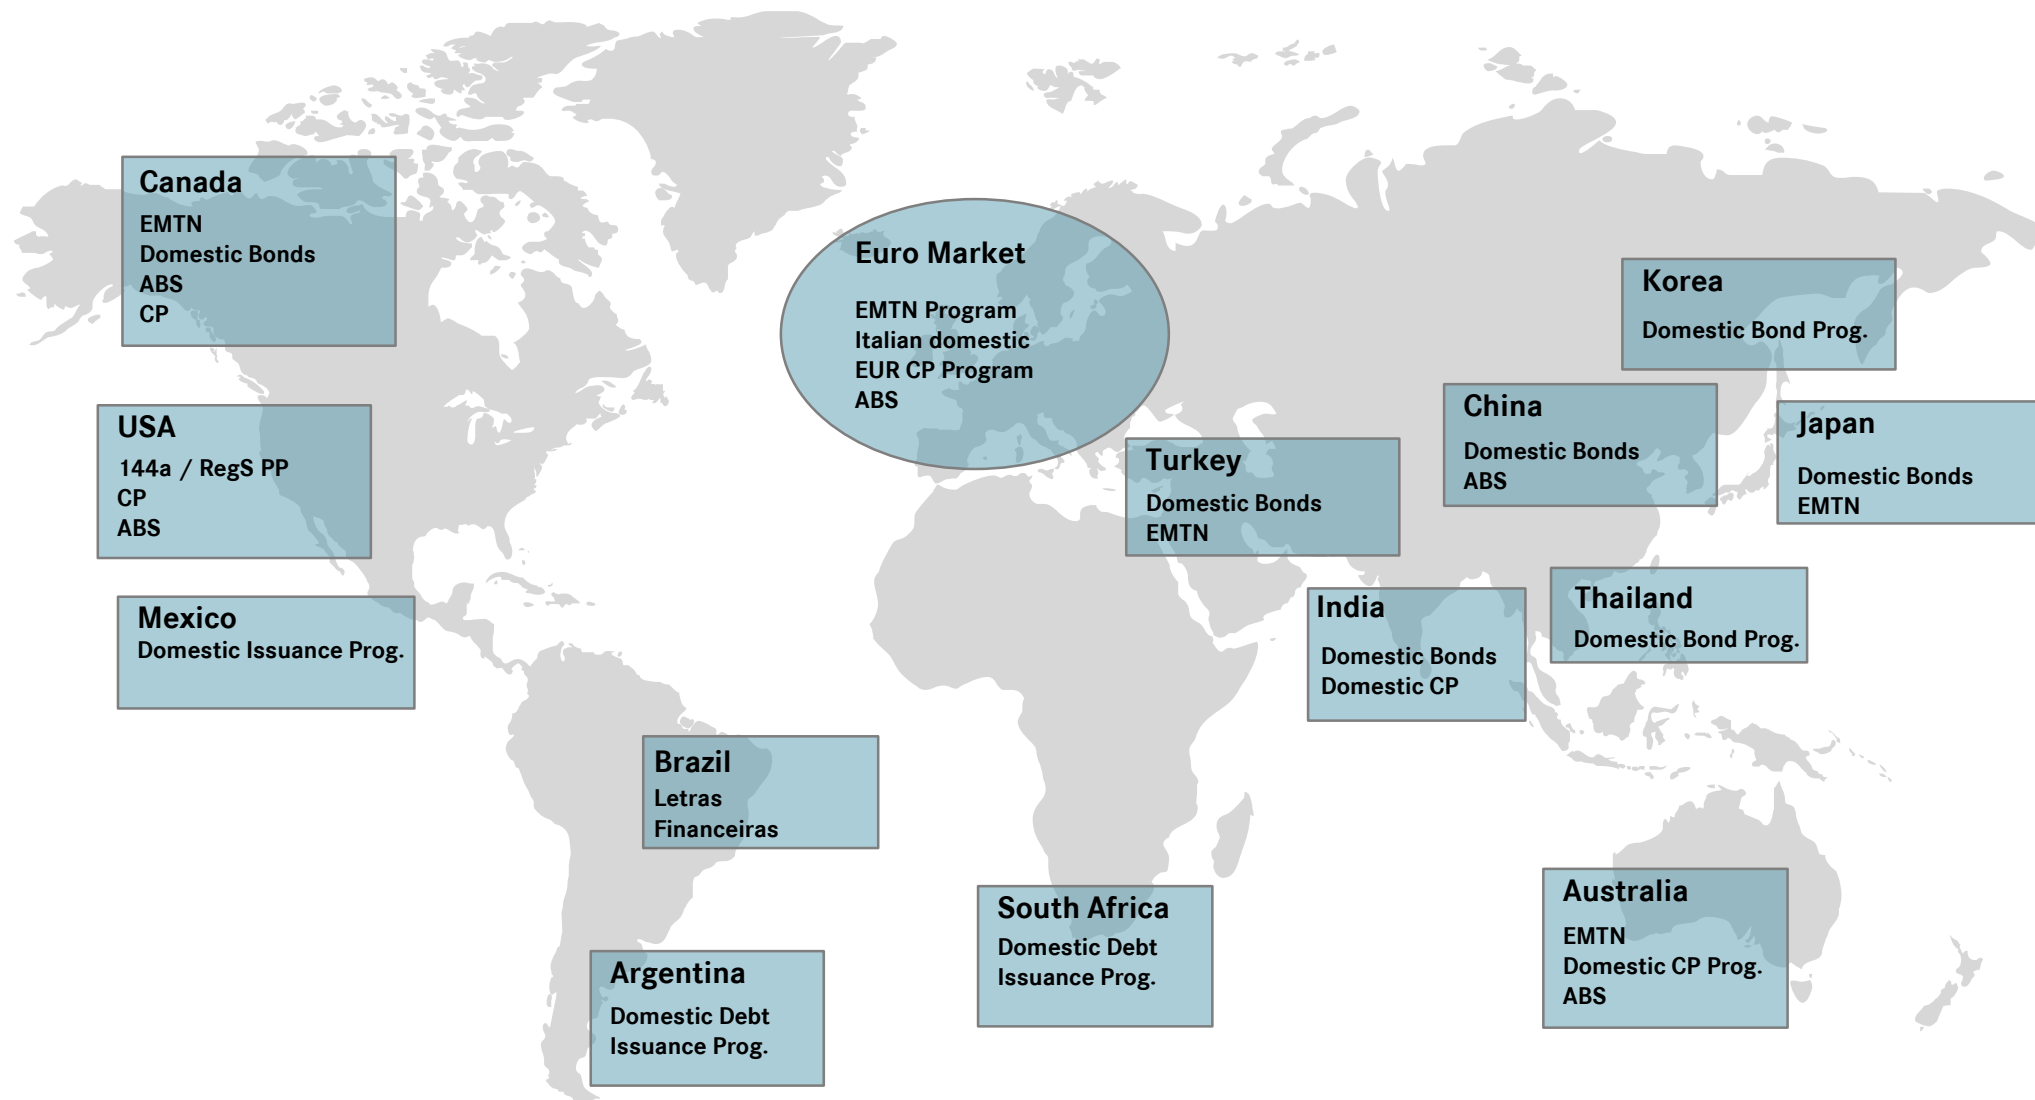 Canada
EMTN
Domestic Bonds
ABS
CP
USA
144a / RegS PP
CP
ABS
Mexico
Domestic Issuance Prog.
Brazil
Letras
Financeiras
Argentina
Domestic Debt
Issuance Prog.
Euro Market
EMTN Program
Italian domestic
EUR CP Program
ABS
South Africa
Domestic Debt
Issuance Prog.
Turkey
Domestic Bonds
EMTN
India
Domestic Bonds
Domestic CP
Korea
Domestic Bond Prog.
China
Domestic Bonds
ABS
Japan
Domestic Bonds
EMTN
Thailand
Domestic Bond Prog.
Australia
EMTN
Domestic CP Prog.
ABS